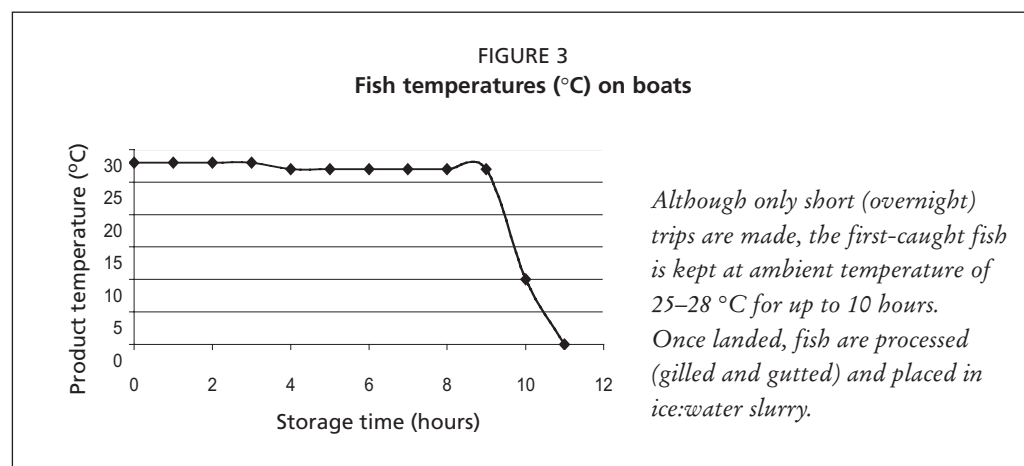 FIGURE 3
Fish temperatures (°C) on boats
Product temperature (°C)
30
25
20
15
10
5
0
0 2 4 6 8 10 12
Storage time (hours)
Although only short (overnight)
trips are made, the first-caught fish
is kept at ambient temperature of
25–28 °C for up to 10 hours.
Once landed, fish are processed
(gilled and gutted) and placed in
ice:water slurry.